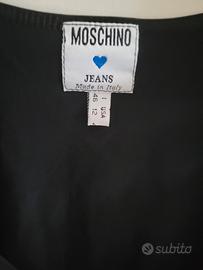 MOSCHINO
JEANS
Made in Italy
I USA
46 12
subito